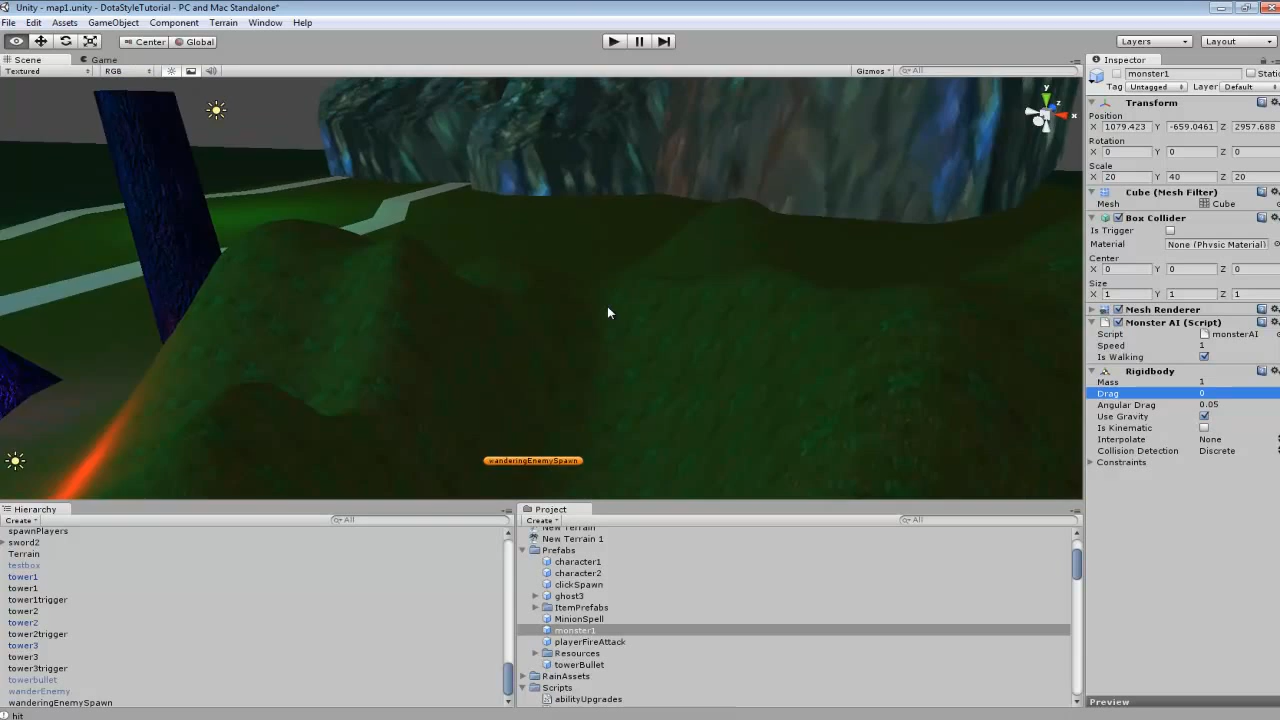 Unity - map1.unity - DotaStyleTutorial - PC and Mac Standalone*
File Edit Assets GameObject Component Terrain Window Help
Center Global Layers Layout
Scene Game
Textured RGB Gizmos All
y
z
x
wanderingEnemySpawn
Inspector
monster1 Stati
Tag Untagged Layer Default
Transform
Position
X 1079.423 Y -659.0461 Z 2957.688
Rotation
X 0 Y 0 Z 0
Scale
X 20 Y 40 Z 20
Cube (Mesh Filter)
Mesh Cube
Box Collider
Is Trigger
Material None (Physic Material)
Center
X 0 Y 0 Z 0
Size
X 1 Y 1 Z 1
Mesh Renderer
Monster AI (Script)
Script monsterAI
Speed 1
Is Walking
Rigidbody
Mass 1
Drag 0
Angular Drag 0.05
Use Gravity
Is Kinematic
Interpolate None
Collision Detection Discrete
Constraints
Preview
Hierarchy
Create All
spawnPlayers
sword2
Terrain
testbox
tower1
tower1
tower1trigger
tower2
tower2
tower2trigger
tower3
tower3
tower3trigger
towerbullet
wanderEnemy
wanderingEnemySpawn
Project
Create All
New Terrain
New Terrain 1
Prefabs
character1
character2
clickSpawn
ghost3
ItemPrefabs
MinionSpell
monster1
playerFireAttack
Resources
towerBullet
RainAssets
Scripts
abilityUpgrades
hit